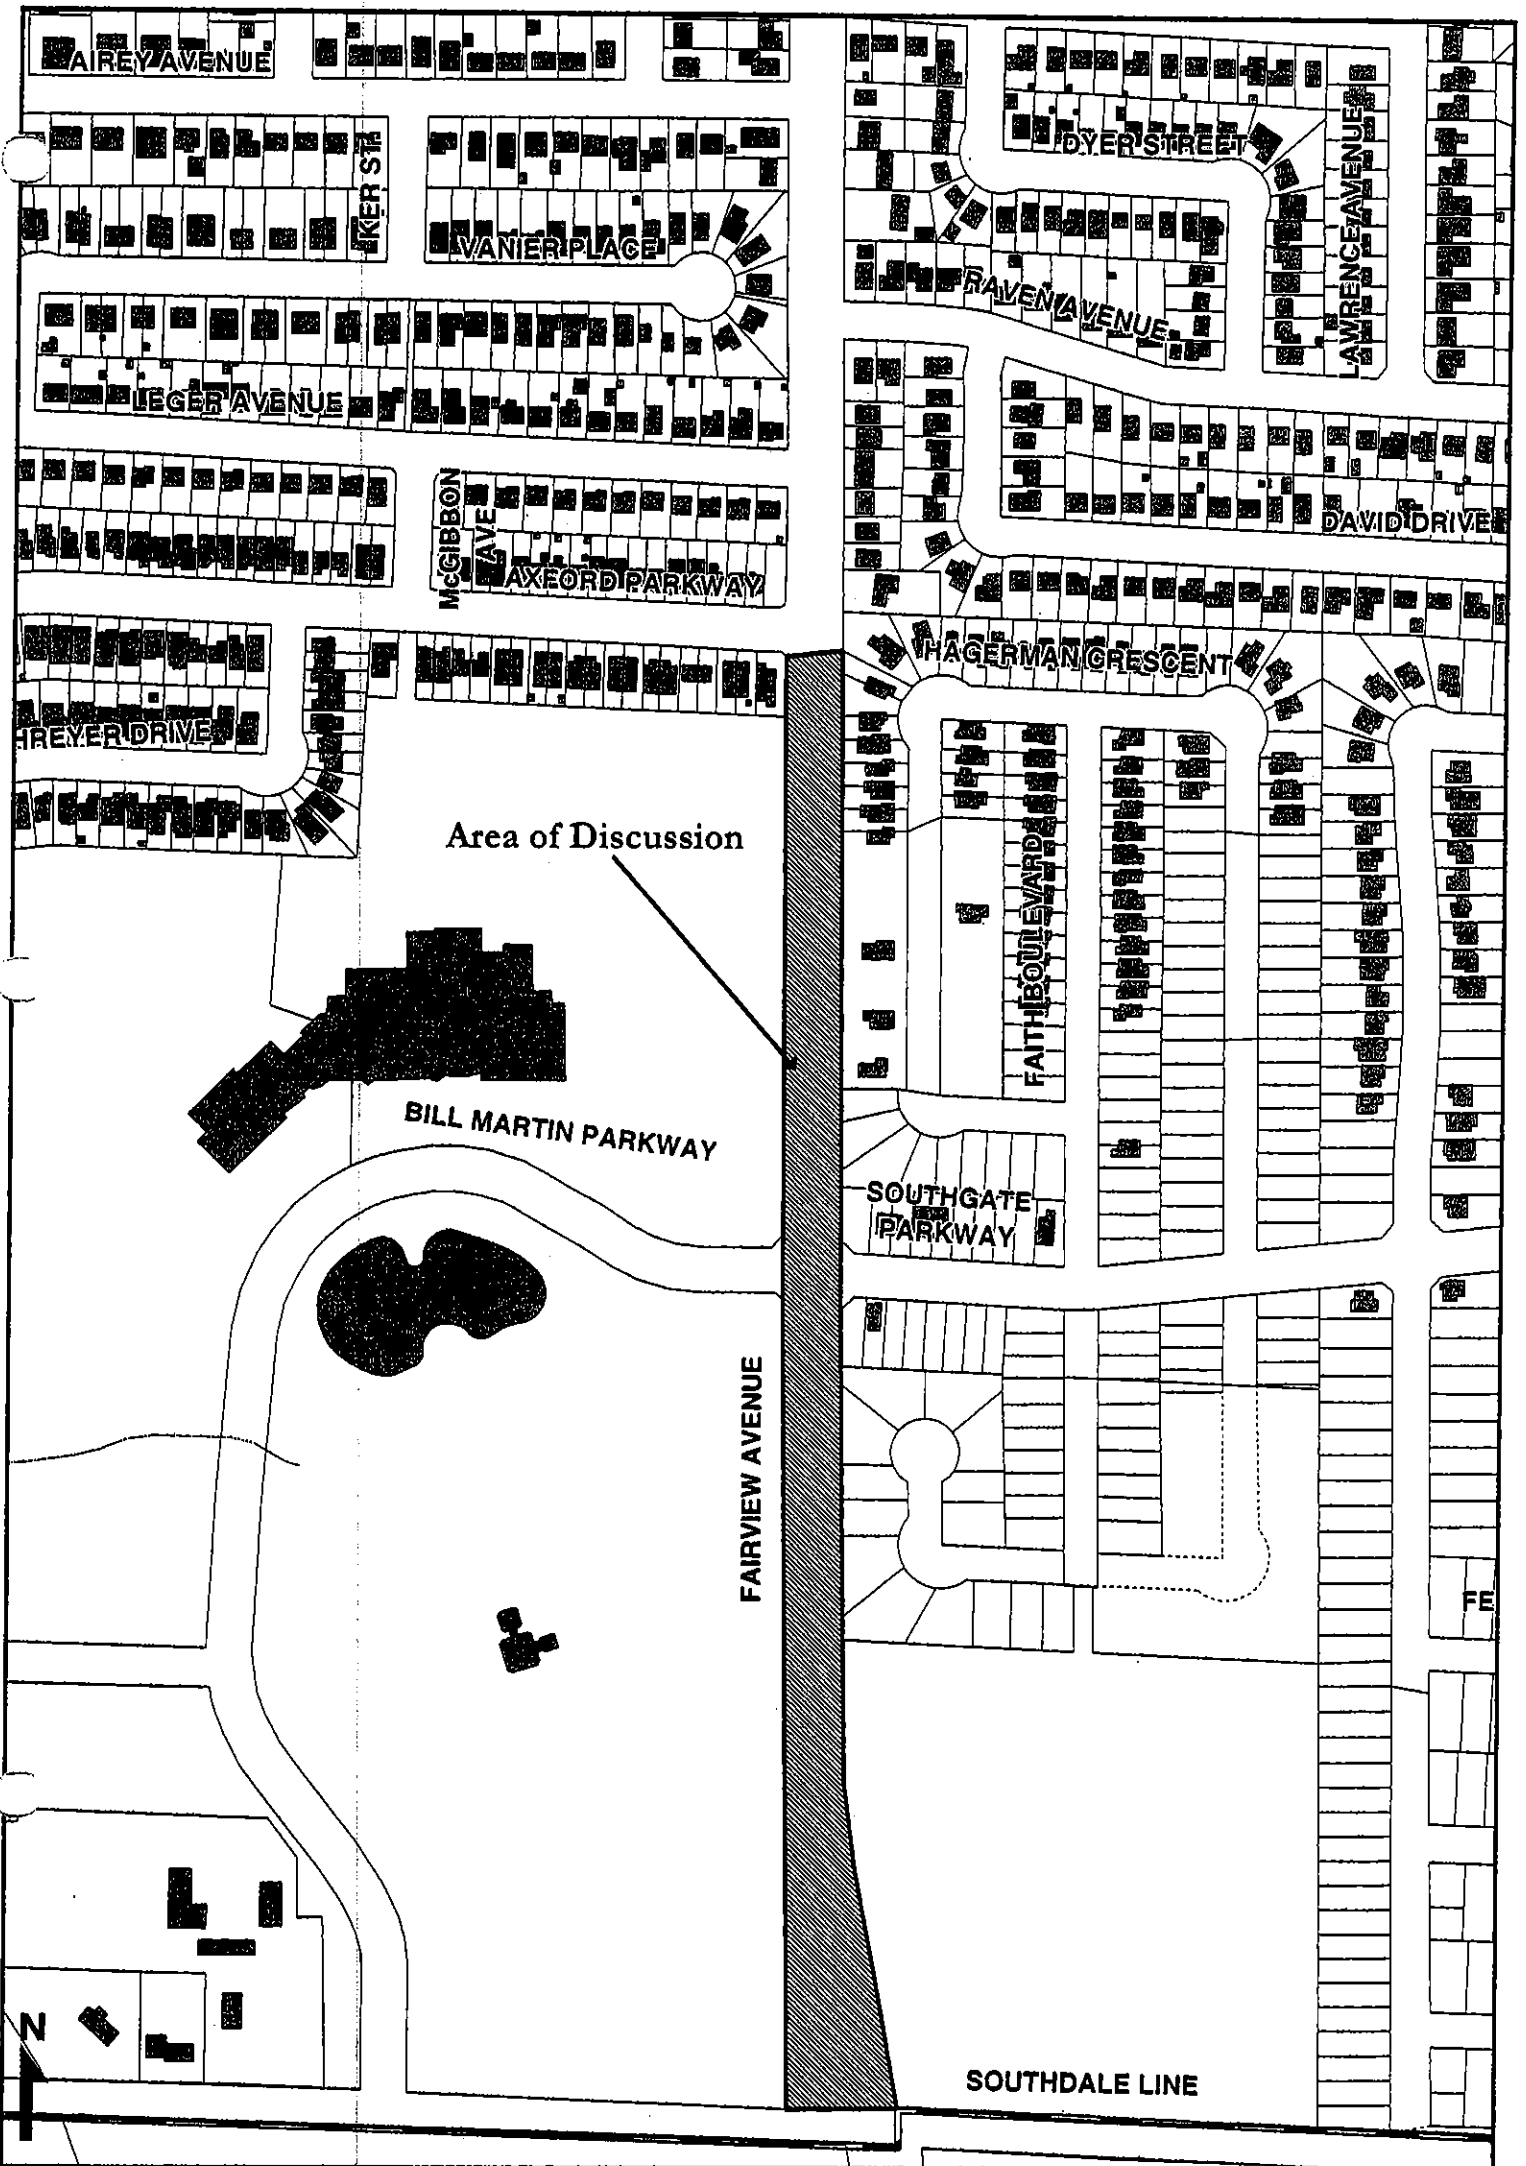 AIREY AVENUE
KER ST.
DYER STREET
LAWRENCE AVENUE
VANIER PLACE
RAVEN AVENUE
LEGER AVENUE
McGIBBON
AVE
DAVID DRIVE
AXFORD PARKWAY
HAGERMAN CRESCENT
HREYER DRIVE
Area of Discussion
FAITH BOULEVARD
BILL MARTIN PARKWAY
SOUTHGATE
PARKWAY
FAIRVIEW AVENUE
FE
N
SOUTHDALE LINE